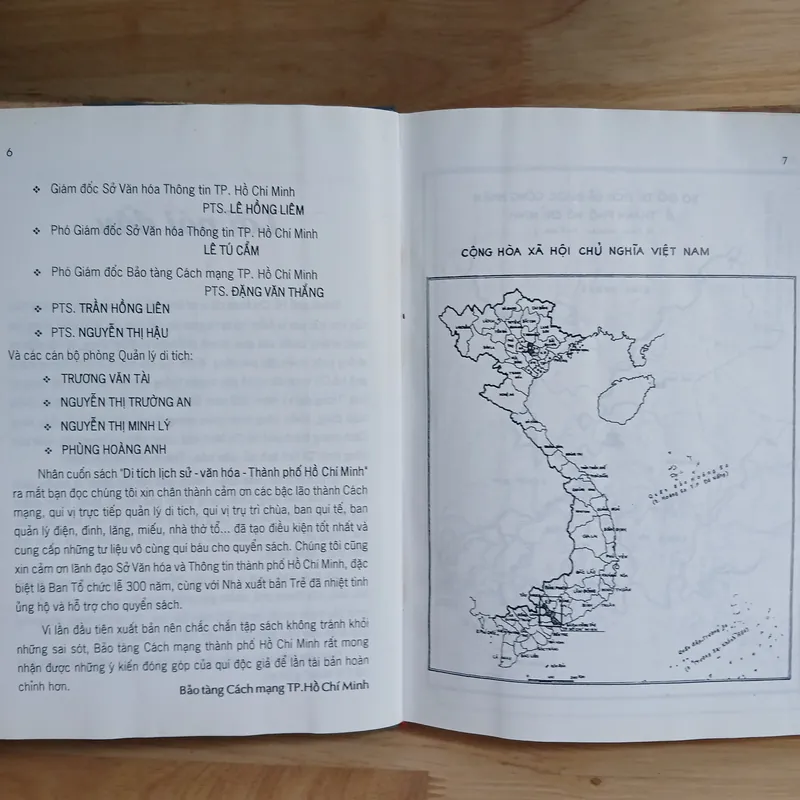 6
❖ Giám đốc Sở Văn hóa Thông tin TP. Hồ Chí Minh
PTS. LÊ HỒNG LIÊM
❖ Phó Giám đốc Sở Văn hóa Thông tin TP. Hồ Chí Minh
LÊ TÚ CẨM
❖ Phó Giám đốc Bảo tàng Cách mạng TP. Hồ Chí Minh
PTS. ĐẶNG VĂN THẮNG
❖ PTS. TRẦN HỒNG LIÊN
❖ PTS. NGUYỄN THỊ HẬU
Và các cán bộ phòng Quản lý di tích:
❖ TRƯƠNG VĂN TÀI
❖ NGUYỄN THỊ TRƯỜNG AN
❖ NGUYỄN THỊ MINH LÝ
❖ PHÙNG HOÀNG ANH
Nhân cuốn sách "Di tích lịch sử - văn hóa - Thành phố Hồ Chí Minh"
ra mắt bạn đọc chúng tôi xin chân thành cảm ơn các bậc lão thành Cách
mạng, quí vị trực tiếp quản lý di tích, quí vị trụ trì chùa, ban quí tế, ban
quản lý điện, đình, lăng, miếu, nhà thờ tổ... đã tạo điều kiện tốt nhất và
cung cấp những tư liệu vô cùng quí báu cho quyển sách. Chúng tôi cũng
xin cảm ơn lãnh đạo Sở Văn hóa và Thông tin thành phố Hồ Chí Minh, đặc
biệt là Ban Tổ chức lễ 300 năm, cùng với Nhà xuất bản Trẻ đã nhiệt tình
ủng hộ và hỗ trợ cho quyển sách.
Vì lần đầu tiên xuất bản nên chắc chắn tập sách không tránh khỏi
những sai sót, Bảo tàng Cách mạng thành phố Hồ Chí Minh rất mong
nhận được những ý kiến đóng góp của quí độc giả để lần tái bản hoàn
chỉnh hơn.
Bảo tàng Cách mạng TP.Hồ Chí Minh
7
CỘNG HÒA XÃ HỘI CHỦ NGHĨA VIỆT NAM